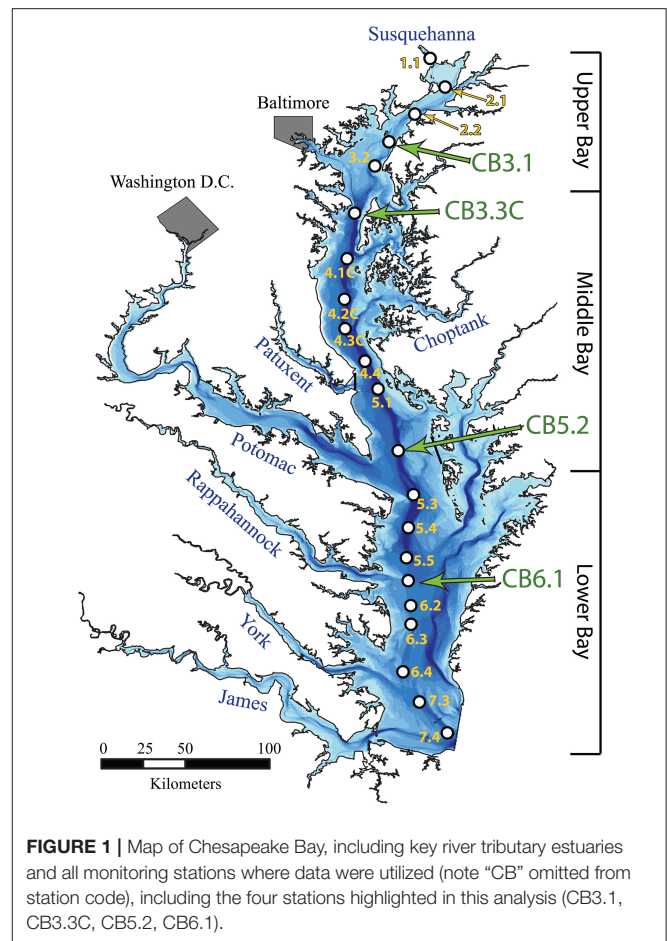 Susquehanna
1.1
2.1
Baltimore
2.2
3.2
CB3.1
Upper Bay
Washington D.C.
CB3.3C
4.1C
4.2C
Choptank
4.3C
Patuxent
4.4
5.1
Middle Bay
CB5.2
Potomac
5.3
Rappahannock
5.4
5.5
CB6.1
6.2
Lower Bay
York
6.3
6.4
James
7.3
7.4
0 25 50 100
Kilometers
FIGURE 1 | Map of Chesapeake Bay, including key river tributary estuaries
and all monitoring stations where data were utilized (note “CB” omitted from
station code), including the four stations highlighted in this analysis (CB3.1,
CB3.3C, CB5.2, CB6.1).